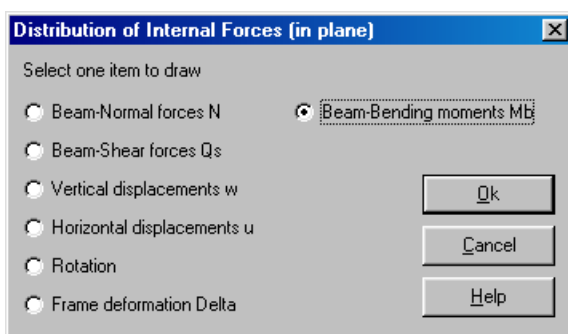 Distribution of Internal Forces (in plane)
Select one item to draw
Beam-Normal forces N
Beam-Bending moments Mb
Beam-Shear forces Qs
Vertical displacements w
Horizontal displacements u
Rotation
Frame deformation Delta
Ok
Cancel
Help